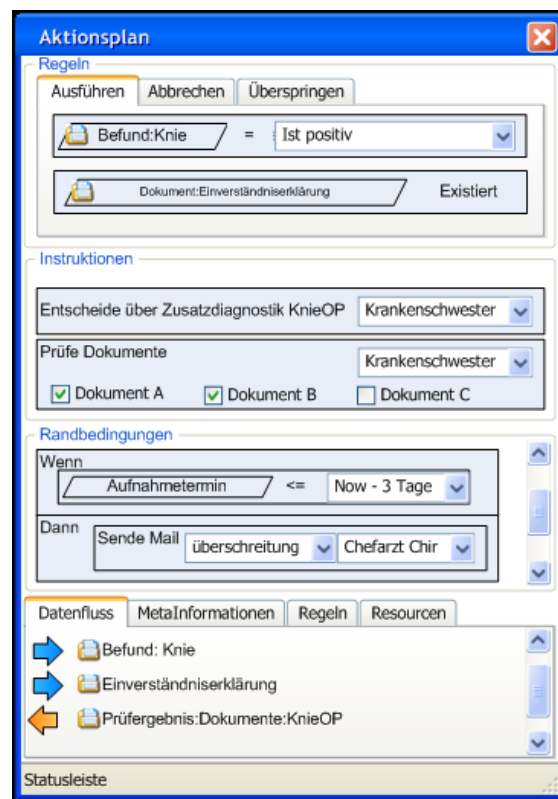 Aktionsplan
Regeln
Ausführen Abbrechen Überspringen
Befund:Knie = Ist positiv
Dokument:Einverständniserklärung Existiert
Instruktionen
Entscheide über Zusatzdiagnostik KnieOP Krankenschwester
Prüfe Dokumente Krankenschwester
Dokument A Dokument B Dokument C
Randbedingungen
Wenn
Aufnahmetermin <= Now - 3 Tage
Dann
Sende Mail überschreitung Chefarzt Chir
Datenfluss MetaInformationen Regeln Resourcen
Befund: Knie
Einverständniserklärung
Prüfergebnis:Dokumente:KnieOP
Statusleiste